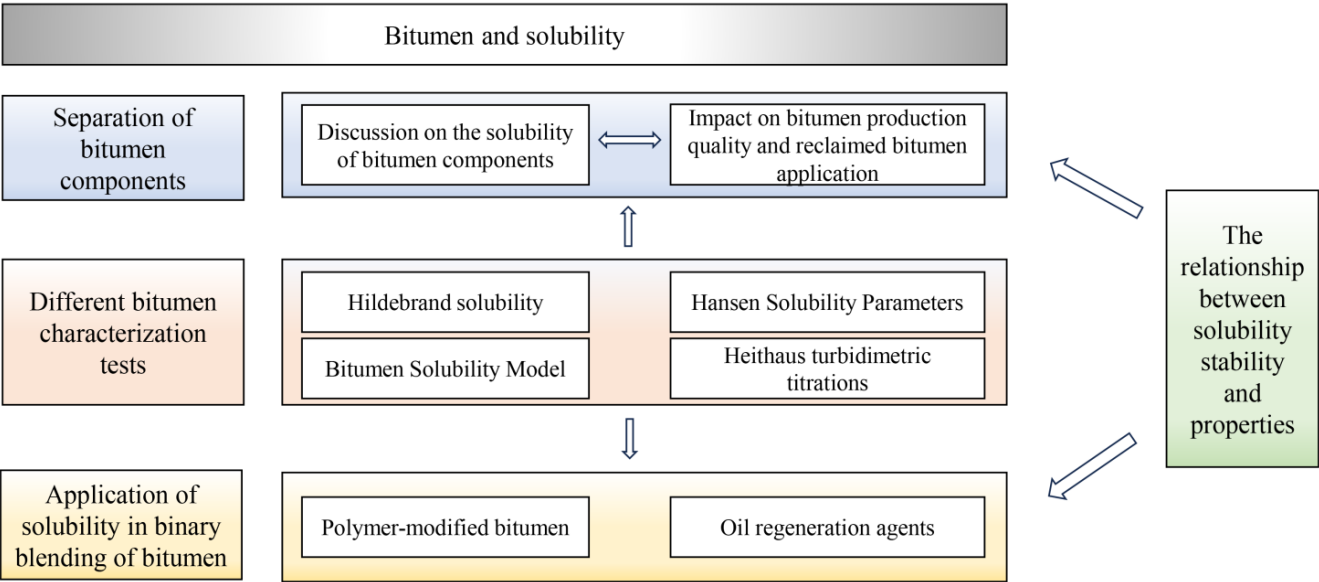 Bitumen and solubility
Separation of
bitumen
components
Discussion on the solubility
of bitumen components
Impact on bitumen production
quality and reclaimed bitumen
application
Different bitumen
characterization
tests
Hildebrand solubility
Hansen Solubility Parameters
Bitumen Solubility Model
Heithaus turbidimetric
titrations
Application of
solubility in binary
blending of bitumen
Polymer-modified bitumen
Oil regeneration agents
The
relationship
between
solubility
stability
and
properties